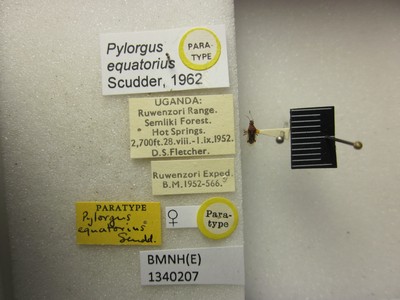 Pylorgus
equatorius
Scudder, 1962
PARA-
TYPE
UGANDA:
Ruwenzori Range.
Semliki Forest.
Hot Springs.
2,700ft.28.viii.-1.ix.1952.
D.S.Fletcher.
Ruwenzori Exped.
B.M.1952-566.
PARATYPE
Pylorgus
equatorius
Scudd.
♀
Para-
type
BMNH(E)
1340207